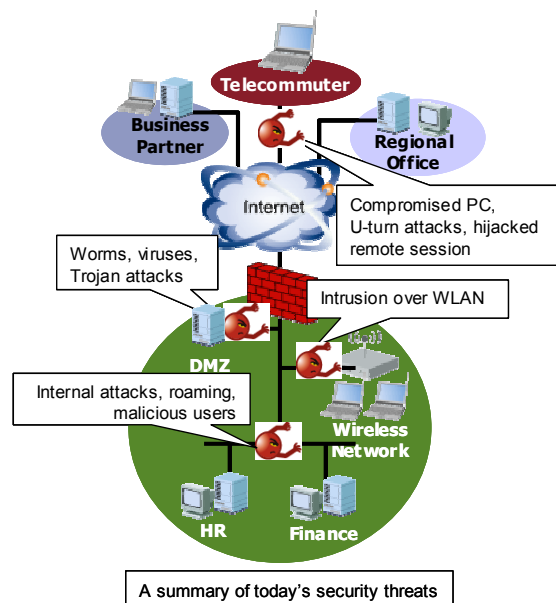 Telecommuter
Business
Partner
Regional
Office
Internet
Compromised PC,
U-turn attacks, hijacked
remote session
Worms, viruses,
Trojan attacks
Intrusion over WLAN
DMZ
Internal attacks, roaming,
malicious users
Wireless
Network
HR
Finance
A summary of today's security threats